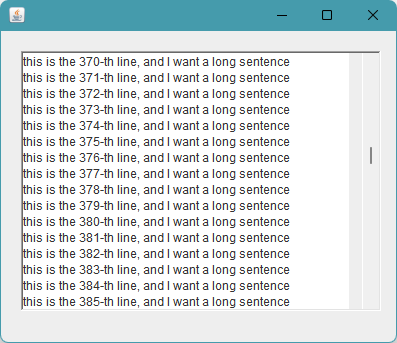 this is the 370-th line, and I want a long sentence
this is the 371-th line, and I want a long sentence
this is the 372-th line, and I want a long sentence
this is the 373-th line, and I want a long sentence
this is the 374-th line, and I want a long sentence
this is the 375-th line, and I want a long sentence
this is the 376-th line, and I want a long sentence
this is the 377-th line, and I want a long sentence
this is the 378-th line, and I want a long sentence
this is the 379-th line, and I want a long sentence
this is the 380-th line, and I want a long sentence
this is the 381-th line, and I want a long sentence
this is the 382-th line, and I want a long sentence
this is the 383-th line, and I want a long sentence
this is the 384-th line, and I want a long sentence
this is the 385-th line, and I want a long sentence